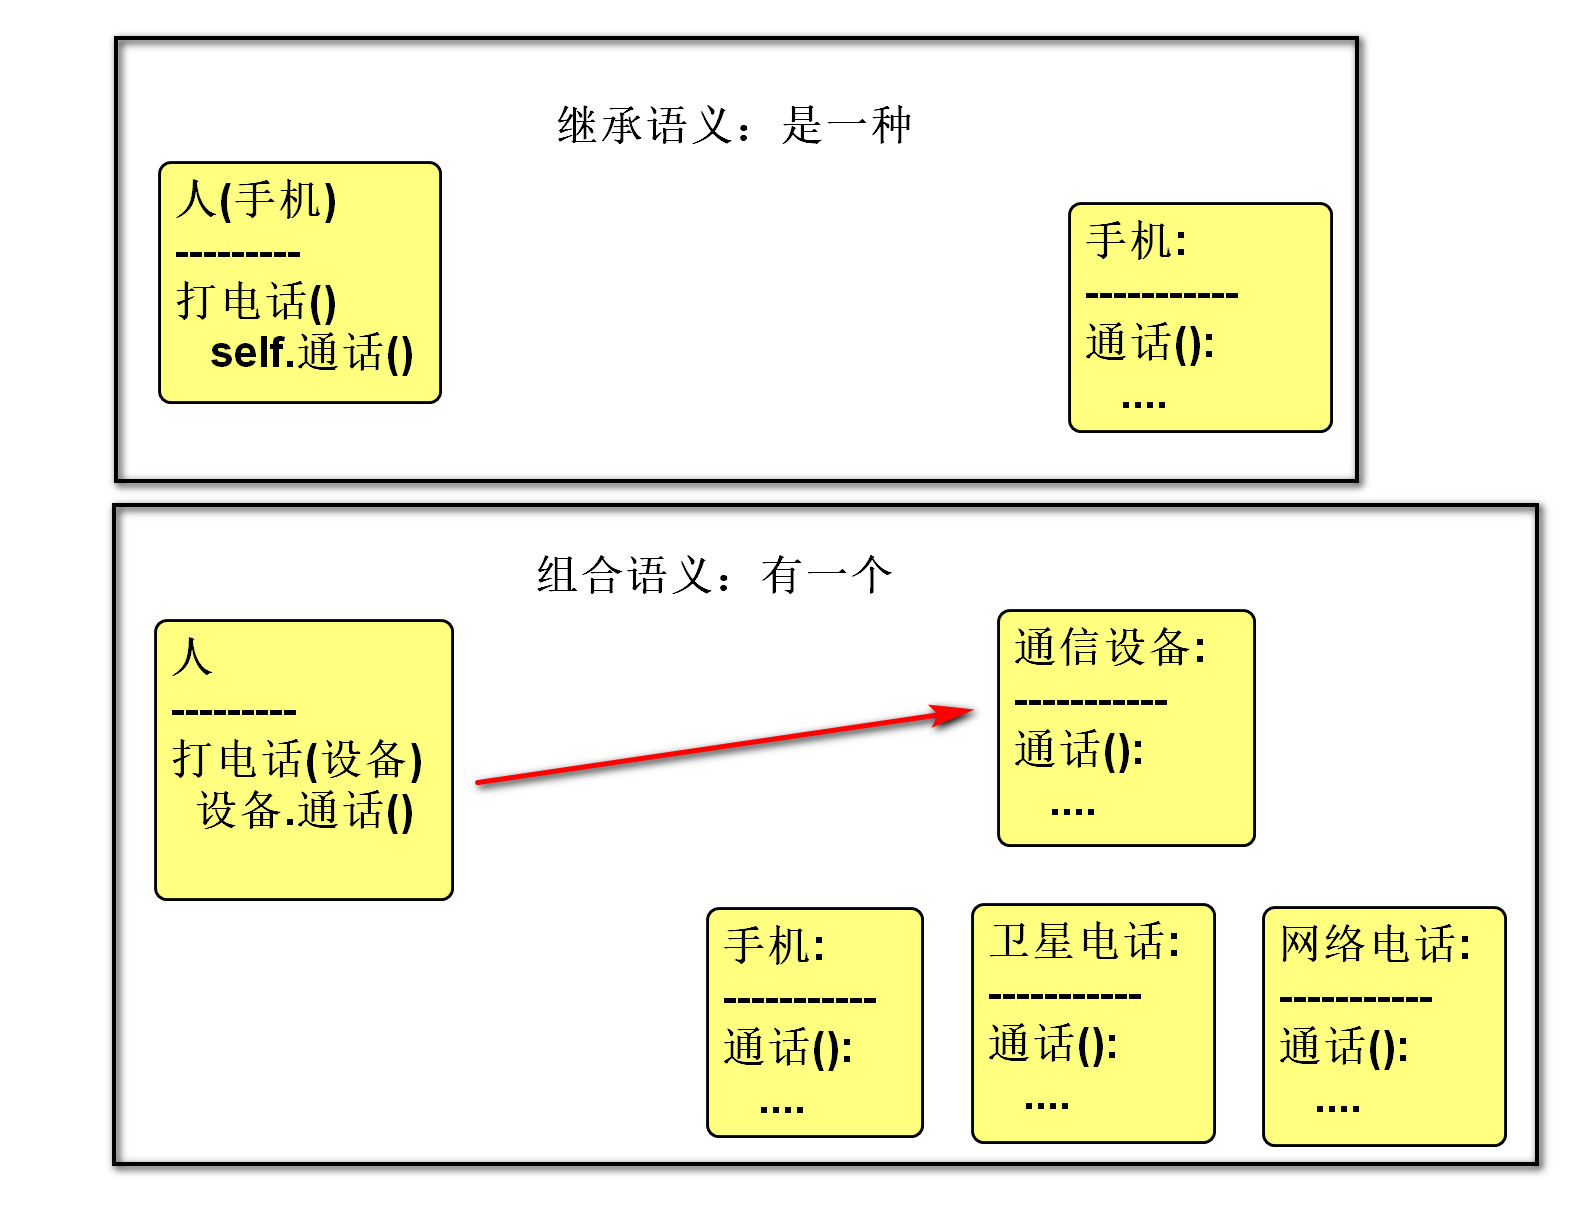 继承语义：是一种
人(手机)
---------
打电话()
self.通话()
手机:
-----------
通话():
....
组合语义：有一个
人
---------
打电话(设备)
设备.通话()
通信设备:
-----------
通话():
....
手机:
-----------
通话():
....
卫星电话:
-----------
通话():
....
网络电话:
-----------
通话():
....